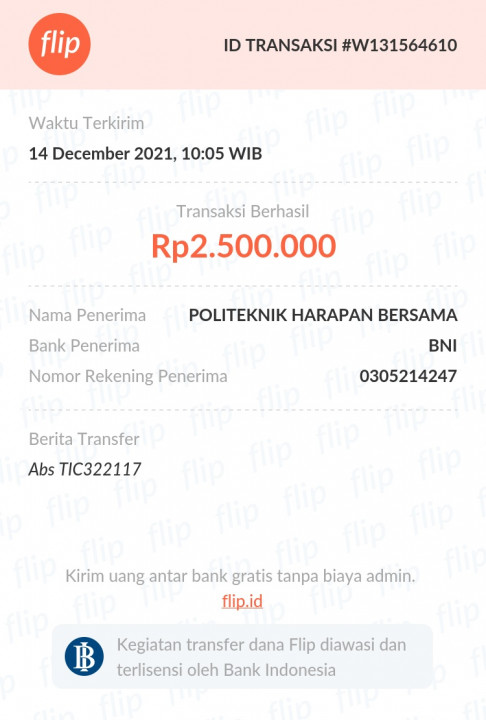 flip
ID TRANSAKSI #W131564610
Waktu Terkirim
14 December 2021, 10:05 WIB
Transaksi Berhasil
Rp2.500.000
Nama Penerima POLITEKNIK HARAPAN BERSAMA
Bank Penerima BNI
Nomor Rekening Penerima 0305214247
Berita Transfer
Abs TIC322117
Kirim uang antar bank gratis tanpa biaya admin.
flip.id
Kegiatan transfer dana Flip diawasi dan
terlisensi oleh Bank Indonesia